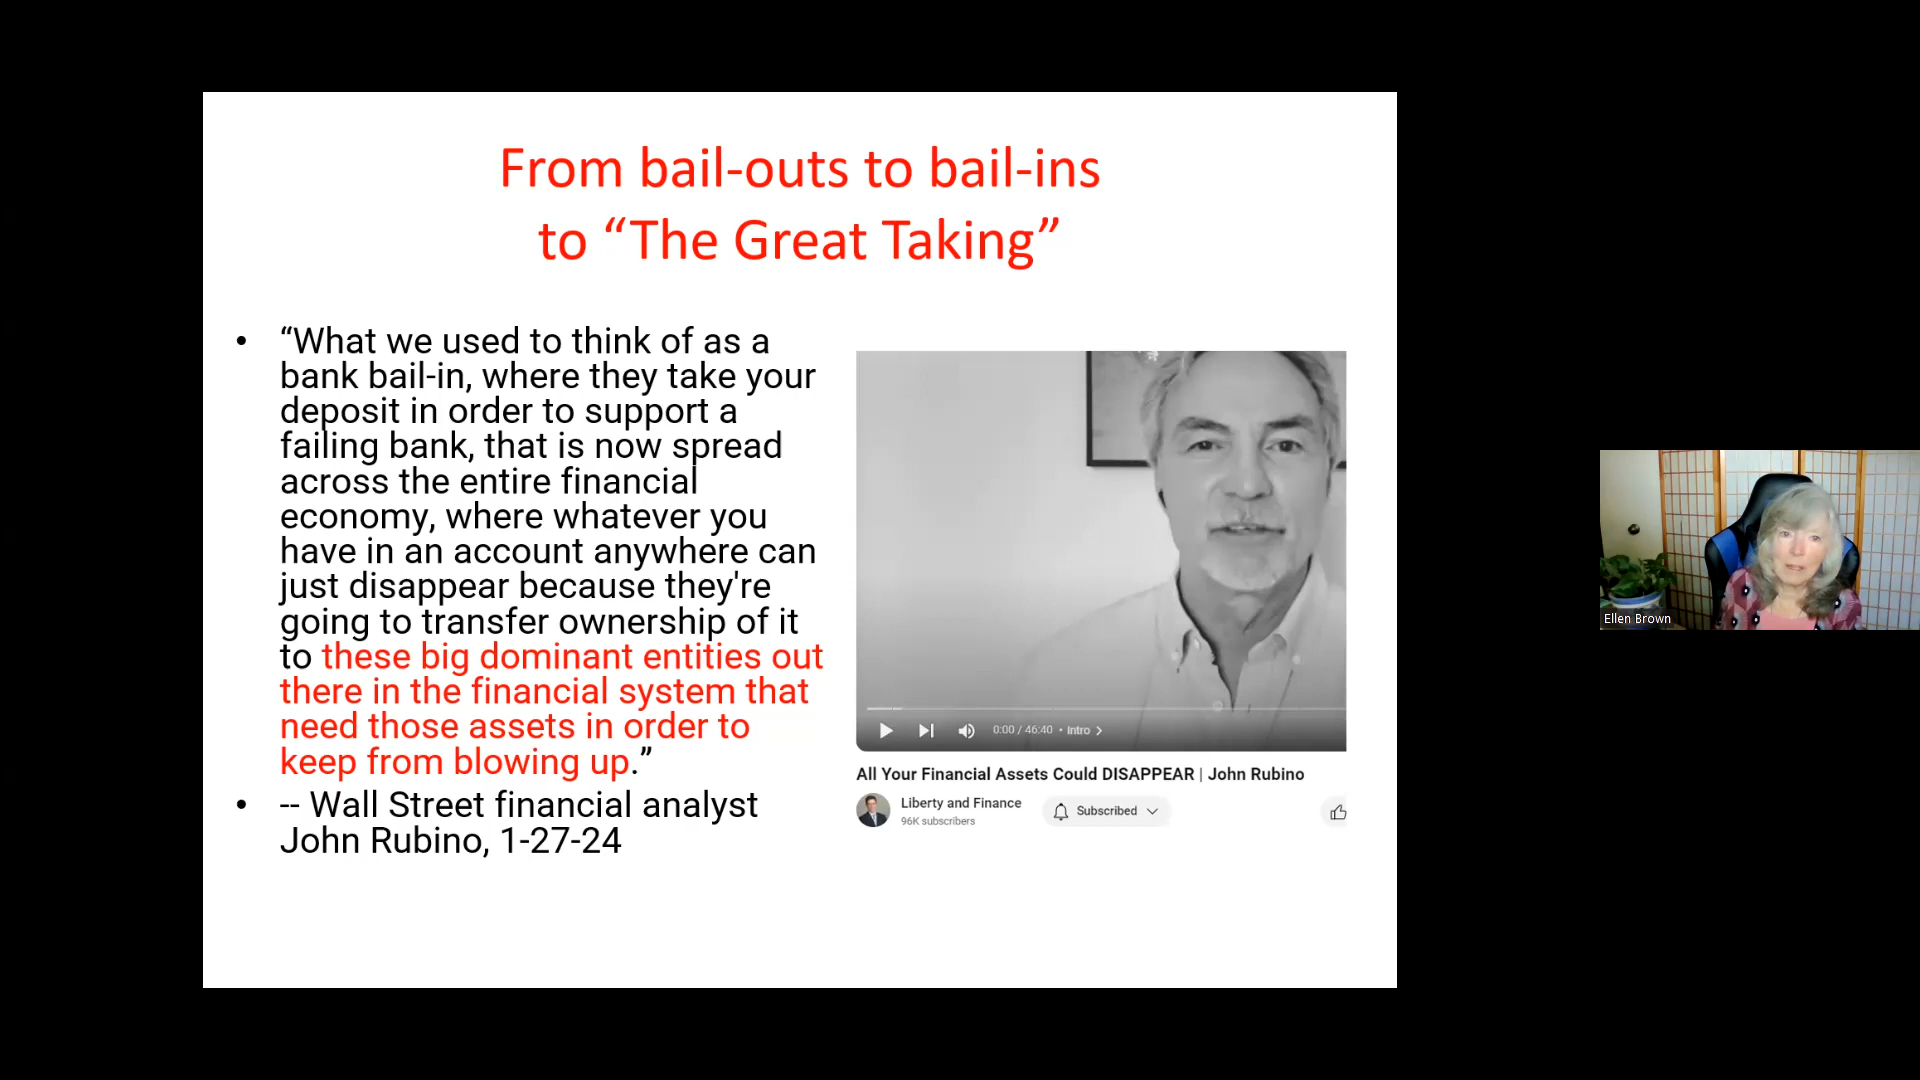 From bail-outs to bail-ins
to “The Great Taking”
• “What we used to think of as a
bank bail-in, where they take your
deposit in order to support a
failing bank, that is now spread
across the entire financial
economy, where whatever you
have in an account anywhere can
just disappear because they're
going to transfer ownership of it
to these big dominant entities out
there in the financial system that
need those assets in order to
keep from blowing up.”
• -- Wall Street financial analyst
John Rubino, 1-27-24
0:00 / 46:40 • Intro
All Your Financial Assets Could DISAPPEAR | John Rubino
Liberty and Finance
96K subscribers
Subscribed
Ellen Brown